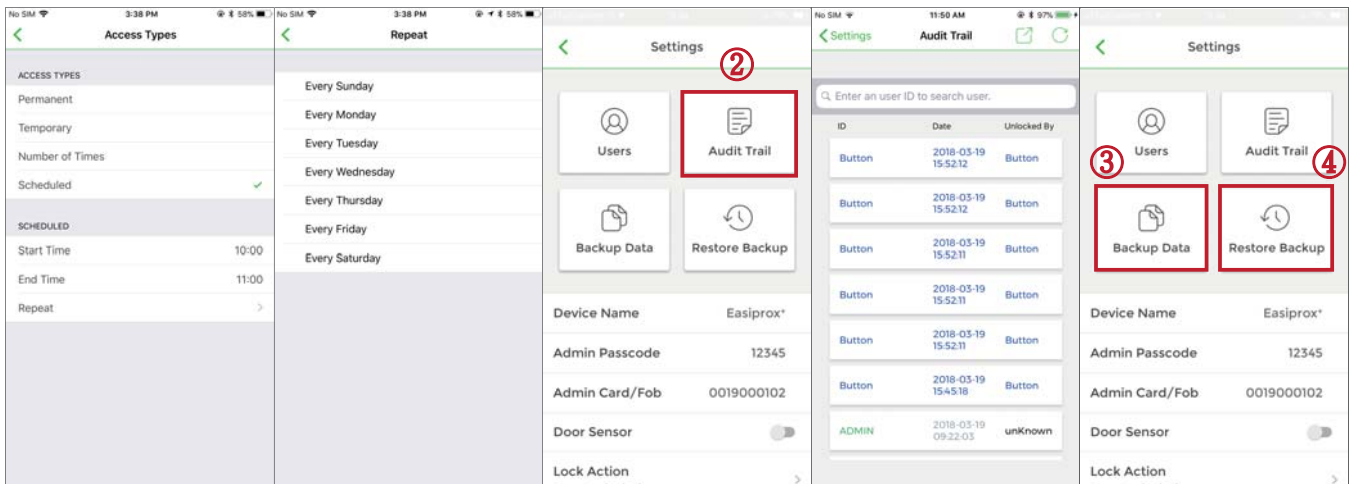 No SIM 3:38 PM 58%
Access Types
ACCESS TYPES
Permanent
Temporary
Number of Times
Scheduled
SCHEDULED
Start Time 10:00
End Time 11:00
Repeat
No SIM 3:38 PM 58%
Repeat
Every Sunday
Every Monday
Every Tuesday
Every Wednesday
Every Thursday
Every Friday
Every Saturday
Settings
②
Users Audit Trail
Backup Data Restore Backup
Device Name Easiprox+
Admin Passcode 12345
Admin Card/Fob 0019000102
Door Sensor
Lock Action
No SIM 11:50 AM 97%
Settings Audit Trail
Enter an user ID to search user.
ID Date Unlocked By
Button 2018-03-19 15:52:12 Button
Button 2018-03-19 15:52:12 Button
Button 2018-03-19 15:52:11 Button
Button 2018-03-19 15:52:11 Button
Button 2018-03-19 15:52:11 Button
Button 2018-03-19 15:45:18 Button
ADMIN 2018-03-19 09:22:03 unKnown
Settings
Users Audit Trail
③ ④
Backup Data Restore Backup
Device Name Easiprox+
Admin Passcode 12345
Admin Card/Fob 0019000102
Door Sensor
Lock Action